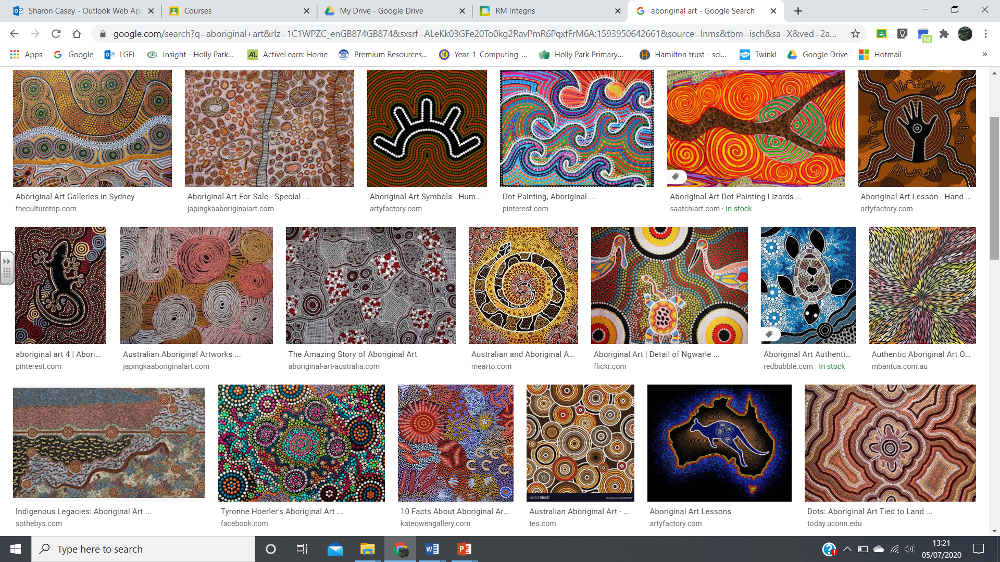 Sharon Casey - Outlook Web Ap
Courses
My Drive - Google Drive
RM Integris
aboriginal art - Google Search
google.com/search?q=aboriginal+art&rlz=1C1WPZC_enGB874GB874&sxsrf=ALeKk03GFe20To0kg2RavPmR6PqxfFrM6A:1593950642661&source=lnms&tbm=isch&sa=X&ved=2a...
1d
Apps
Google
LGFL
Insight - Holly Park...
AL ActiveLearn: Home
Premium Resources...
Year_1_Computing_...
Holly Park Primary...
Hamilton trust - sci...
Twinkl
Google Drive
Hotmail
»
Aboriginal Art Galleries in Sydney
theculturetrip.com
Aboriginal Art For Sale - Special ...
japingkaaboriginalart.com
Aboriginal Art Symbols - Hum...
artyfactory.com
Dot Painting, Aboriginal ...
pinterest.com
Aboriginal Art Dot Painting Lizards ...
saatchiart.com · In stock
Aboriginal Art Lesson - Hand ...
artyfactory.com
aboriginal art 4 | Abori...
pinterest.com
Australian Aboriginal Artworks ...
japingkaaboriginalart.com
The Amazing Story of Aboriginal Art
aboriginal-art-australia.com
Australian and Aboriginal A...
mearto.com
Aboriginal Art | Detail of Ngwarle ...
flickr.com
Aboriginal Art Authenti...
redbubble.com · In stock
Authentic Aboriginal Art O...
mbantua.com.au
VectorStock
Indigenous Legacies: Aboriginal Art ...
sothebys.com
Tyronne Hoerler's Aboriginal Art ...
facebook.com
10 Facts About Aboriginal Ar...
kateowengallery.com
Australian Aboriginal Art - ...
tes.com
Aboriginal Art Lessons
artyfactory.com
Dots: Aboriginal Art Tied to Land ...
today.uconn.edu
Type here to search
13:21
05/07/2020